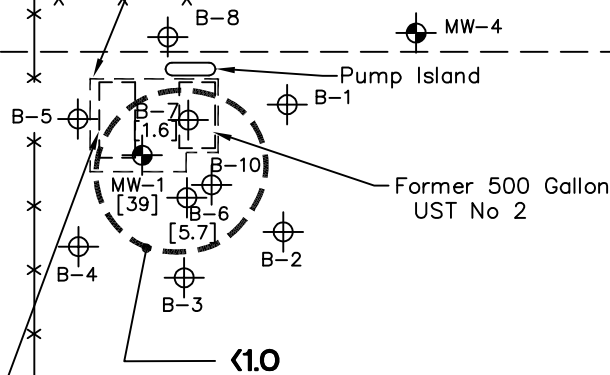 B-8
MW-4
Pump Island
B-1
B-5
B-7
[1.6]
B-10
MW-1
[39]
B-6
[5.7]
Former 500 Gallon
UST No 2
B-2
B-4
B-3
<1.0